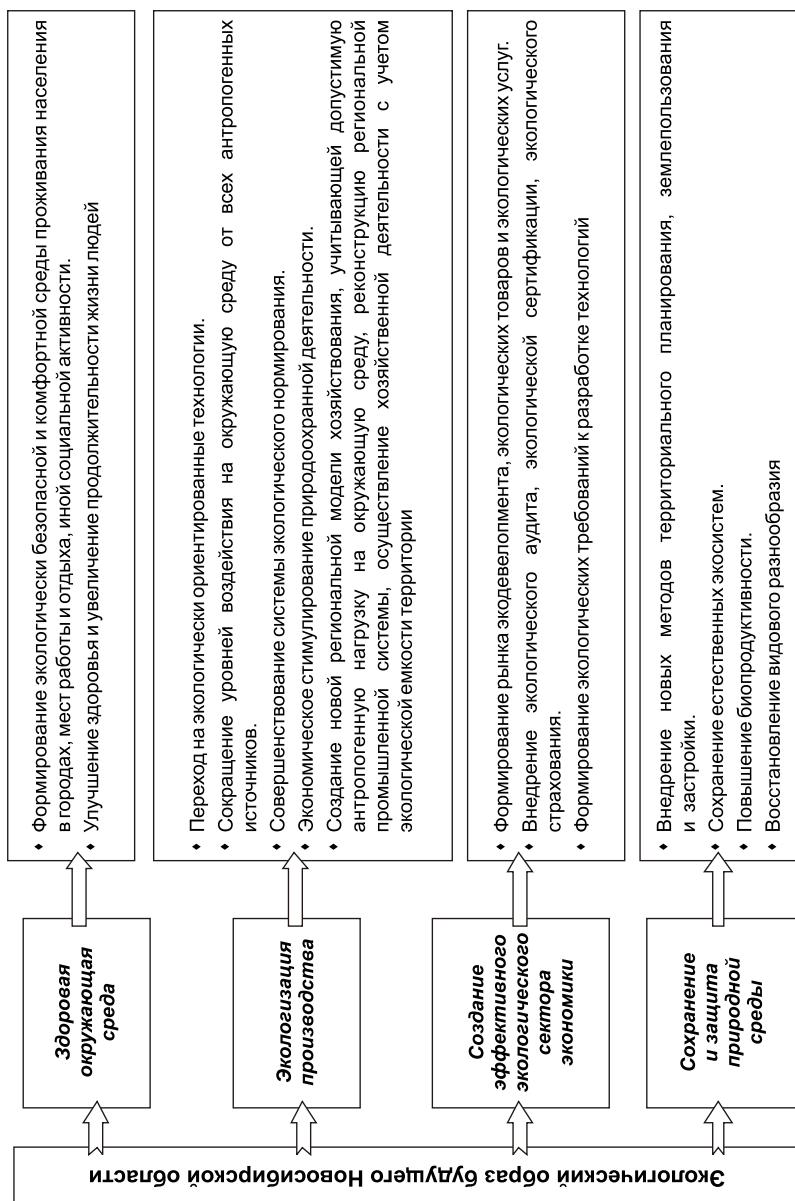 Экологический образ будущего Новосибирской области
Здоровая
окружающая
среда
♦ Формирование экологически безопасной и комфортной среды проживания населения
в городах, мест работы и отдыха, иной социальной активности.
♦ Улучшение здоровья и увеличение продолжительности жизни людей
Экологизация
производства
♦ Переход на экологически ориентированные технологии.
♦ Сокращение уровней воздействия на окружающую среду от всех антропогенных
источников.
♦ Совершенствование системы экологического нормирования.
♦ Экономическое стимулирование природоохранной деятельности.
♦ Создание новой региональной модели хозяйствования, учитывающей допустимую
антропогенную нагрузку на окружающую среду, реконструкцию региональной
промышленной системы, осуществление хозяйственной деятельности с учетом
экологической емкости территории
Создание
эффективного
экологического
сектора
экономики
♦ Формирование рынка экодевелопмента, экологических товаров и экологических услуг.
♦ Внедрение экологического аудита, экологической сертификации, экологического
страхования.
♦ Формирование экологических требований к разработке технологий
Сохранение
и защита
природной
среды
♦ Внедрение новых методов территориального планирования, землепользования
и застройки.
♦ Сохранение естественных экосистем.
♦ Повышение биопродуктивности.
♦ Восстановление видового разнообразия